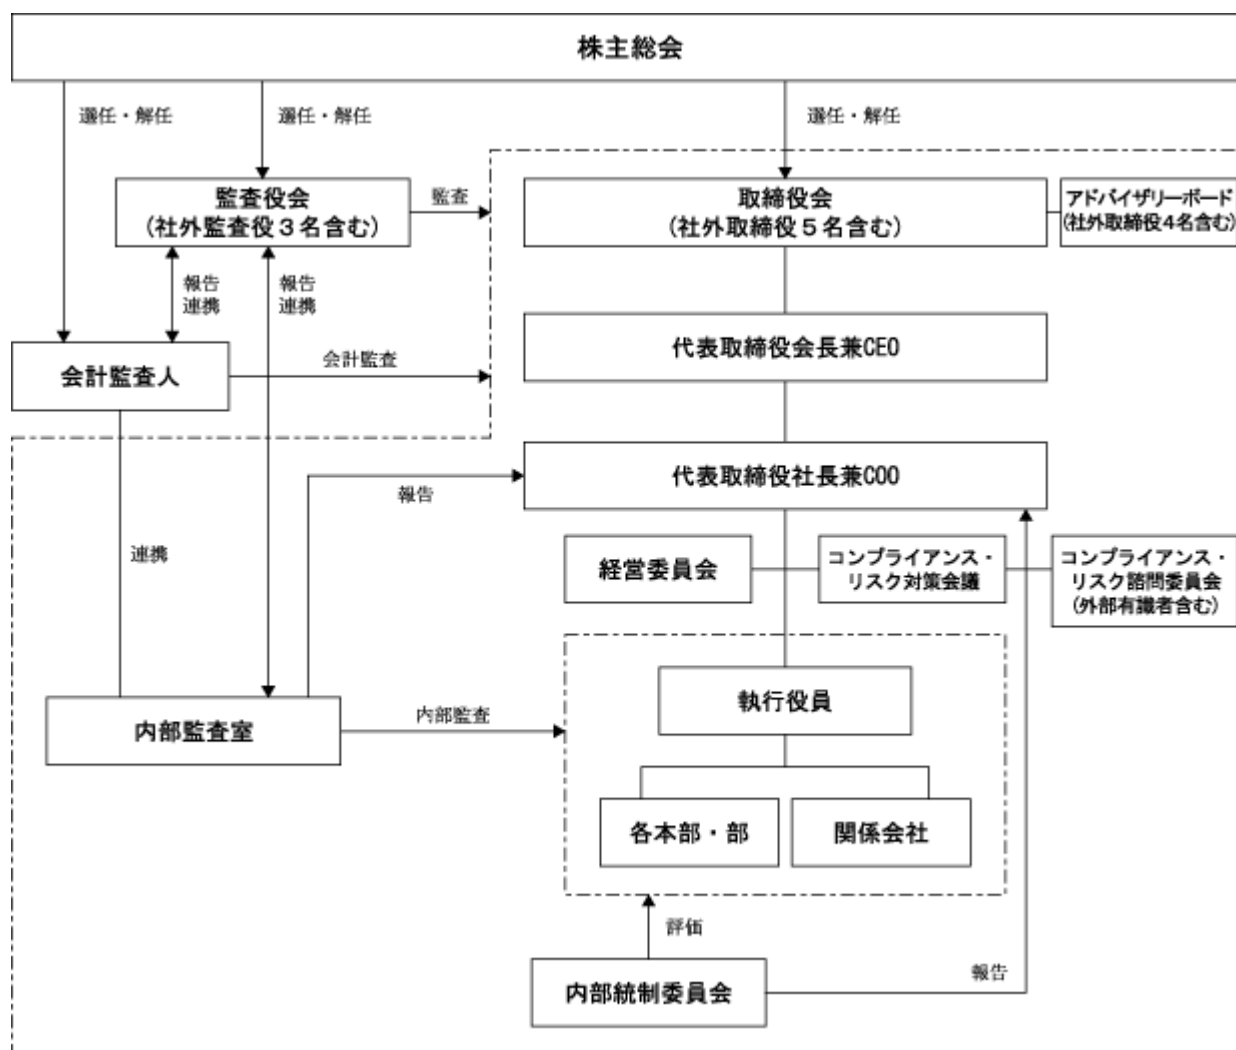 株主総会
選任・解任
選任・解任
選任・解任
監査役会
(社外監査役３名含む)
監査
取締役会
(社外取締役５名含む)
アドバイザリーボード
(社外取締役4名含む)
報告
連携
報告
連携
代表取締役会長兼CEO
会計監査人
会計監査
代表取締役社長兼COO
報告
連携
経営委員会
コンプライアンス・
リスク対策会議
コンプライアンス・
リスク諮問委員会
(外部有識者含む)
執行役員
内部監査室
内部監査
各本部・部
関係会社
評価
内部統制委員会
報告